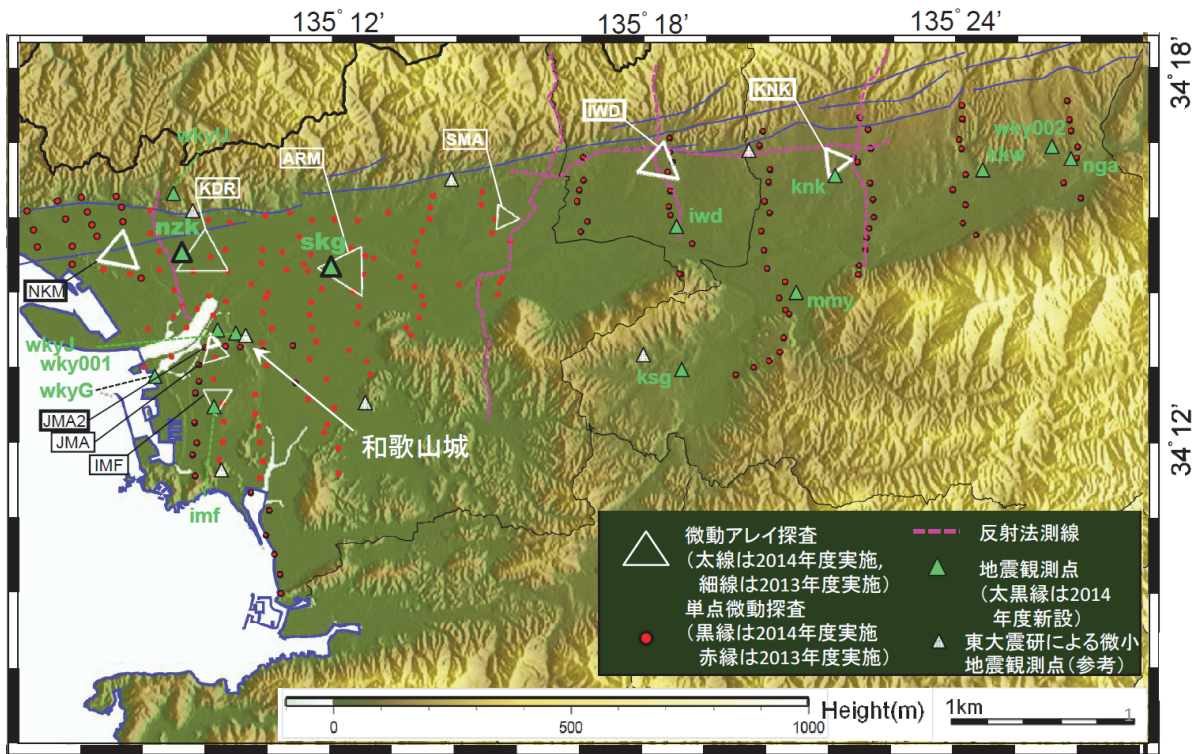 135° 12'
135° 18'
135° 24'
34° 18'
34° 12'
wkyU
ARM
SMA
IWD
KNK
wky002
kkw
nga
KDR
nzk
skg
iwd
knk
mmy
NKM
wkyJ
wky001
wkyG
ksg
JMA2
JMA
IMF
和歌山城
imf
微動アレイ探査
(太線は2014年度実施,
細線は2013年度実施)
単点微動探査
(黒縁は2014年度実施
赤縁は2013年度実施)
反射法測線
地震観測点
(太黒縁は2014
年度新設)
東大震研による微小
地震観測点(参考)
0
500
1000
Height(m)
1km
1